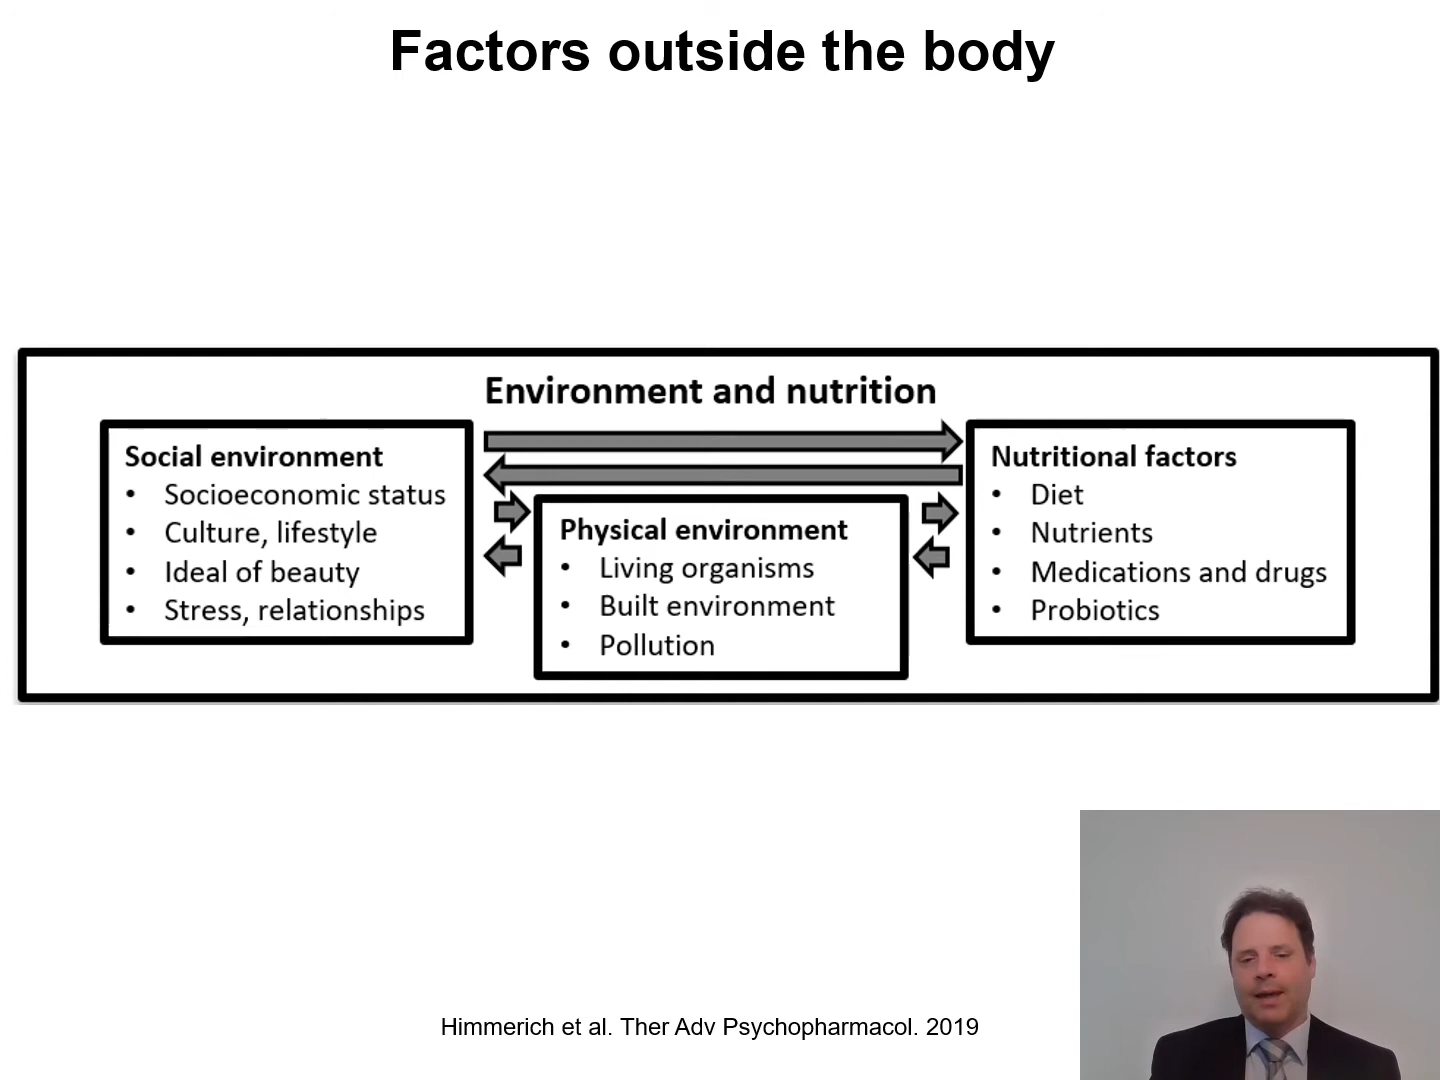 Factors outside the body
Environment and nutrition
Social environment
• Socioeconomic status
• Culture, lifestyle
• Ideal of beauty
• Stress, relationships
Physical environment
• Living organisms
• Built environment
• Pollution
Nutritional factors
• Diet
• Nutrients
• Medications and drugs
• Probiotics
Himmerich et al. Ther Adv Psychopharmacol. 2019